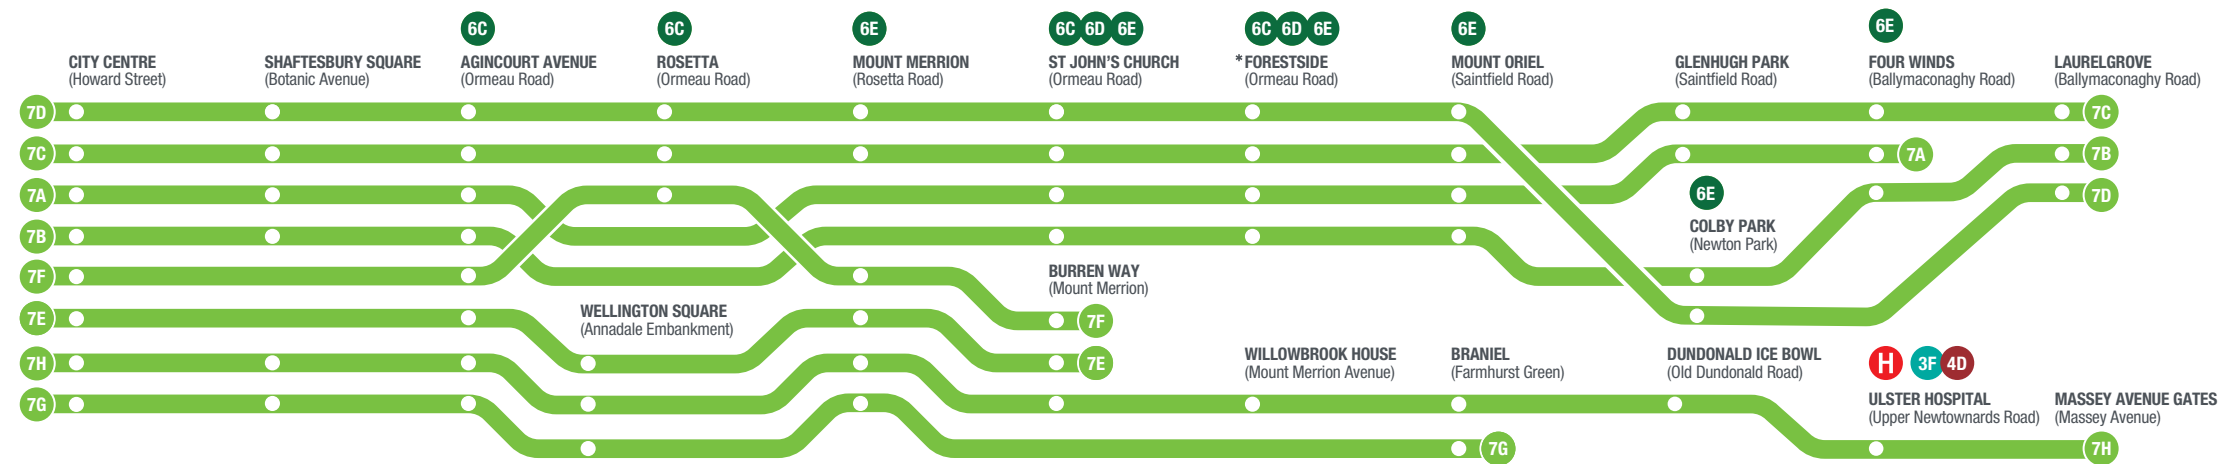 6C 6C 6E 6C 6D 6E 6C 6D 6E 6E 6E
CITY CENTRE SHAFTESBURY SQUARE AGINCOURT AVENUE ROSETTA MOUNT MERRION ST JOHN'S CHURCH *FORESTSIDE MOUNT ORIEL GLENHUGH PARK FOUR WINDS LAURELGROVE
(Howard Street) (Botanic Avenue) (Ormeau Road) (Ormeau Road) (Rosetta Road) (Ormeau Road) (Ormeau Road) (Saintfield Road) (Saintfield Road) (Ballymaconaghy Road) (Ballymaconaghy Road)
7D 7C
7C 7A 7B
7A 6E 7D
7B COLBY PARK
(Newton Park)
7F BURREN WAY
(Mount Merrion)
7E WELLINGTON SQUARE 7F
(Annadale Embankment)
7H 7E WILLOWBROOK HOUSE BRANIEL DUNDONALD ICE BOWL H 3F 4D
(Mount Merrion Avenue) (Farmhurst Green) (Old Dundonald Road)
7G ULSTER HOSPITAL MASSEY AVENUE GATES
(Upper Newtownards Road) (Massey Avenue)
7G 7H